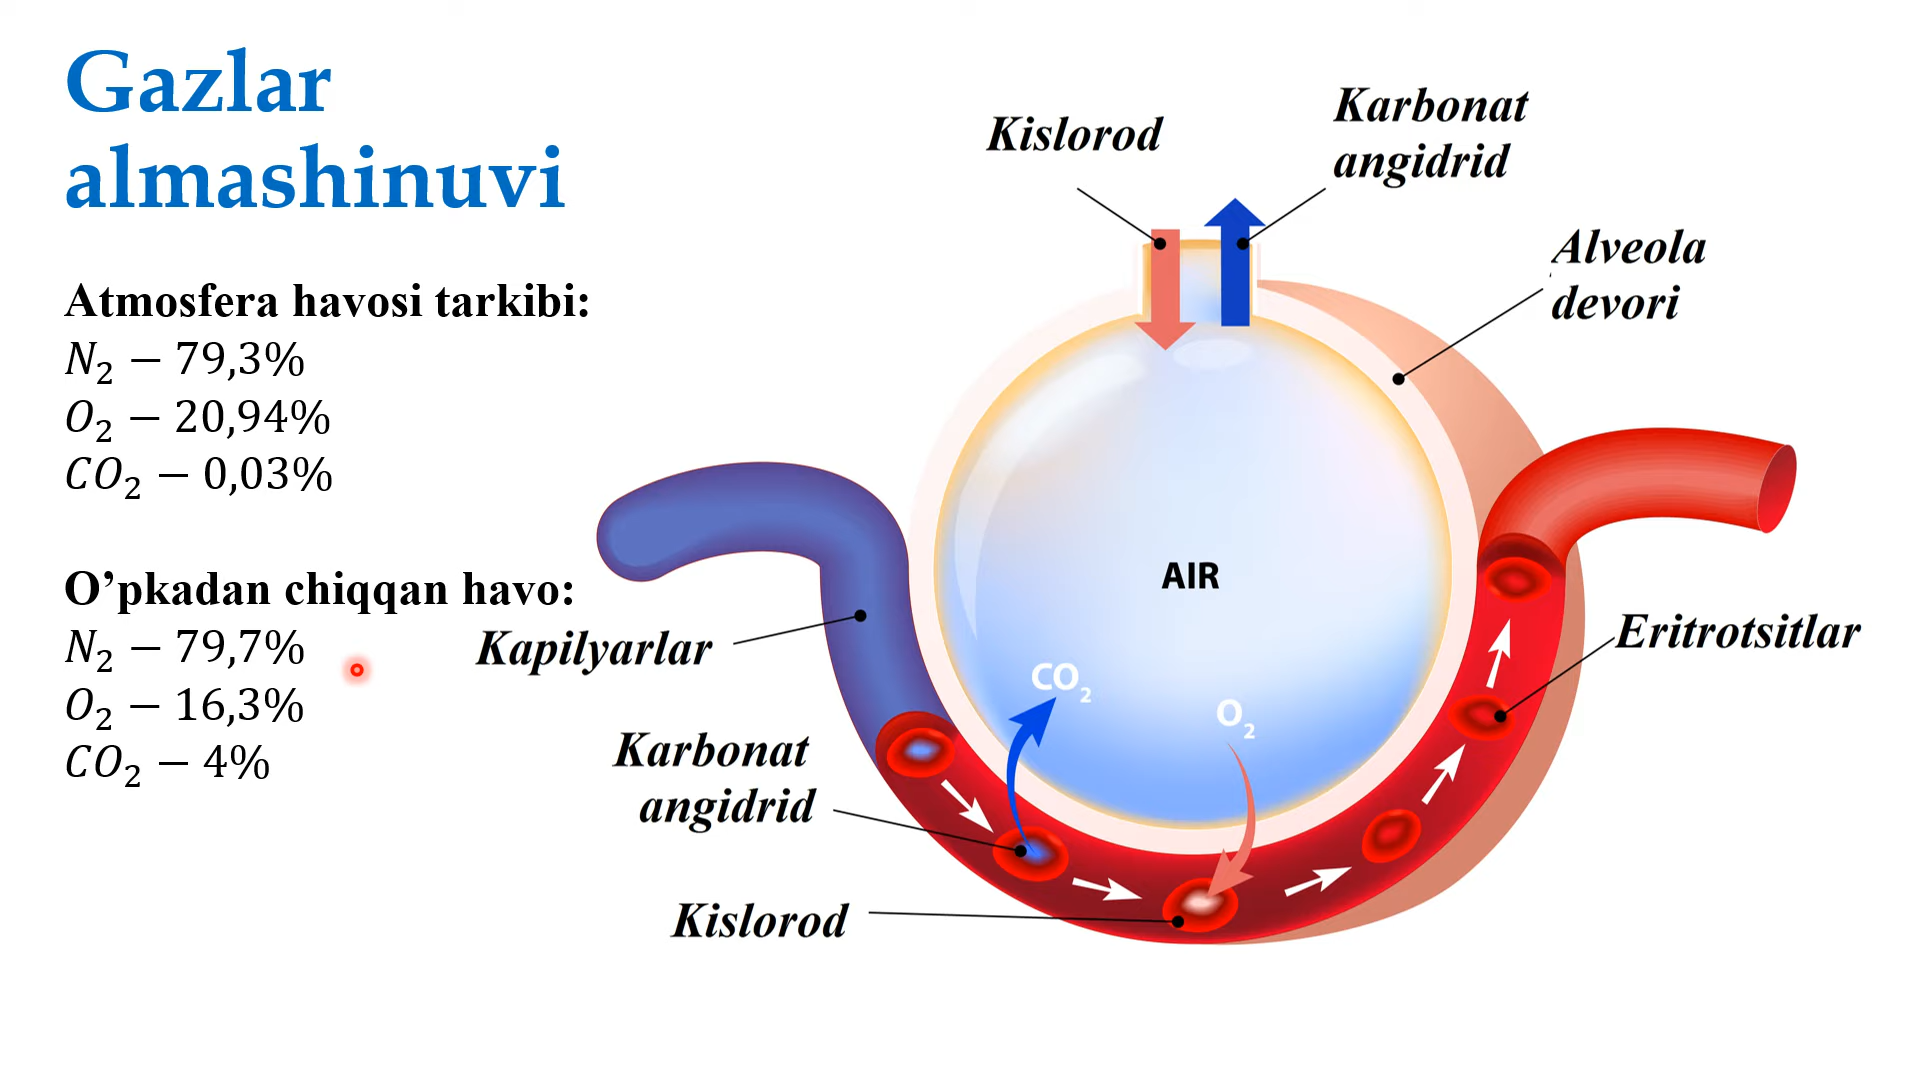 Gazlar
almashinuvi
Atmosfera havosi tarkibi:
N₂ − 79,3%
O₂ − 20,94%
CO₂ − 0,03%
O’pkadan chiqqan havo:
N₂ − 79,7%
O₂ − 16,3%
CO₂ − 4%
Kislorod
Karbonat
angidrid
Alveola
devori
AIR
Kapilyarlar
Eritrotsitlar
CO₂
O₂
Karbonat
angidrid
Kislorod